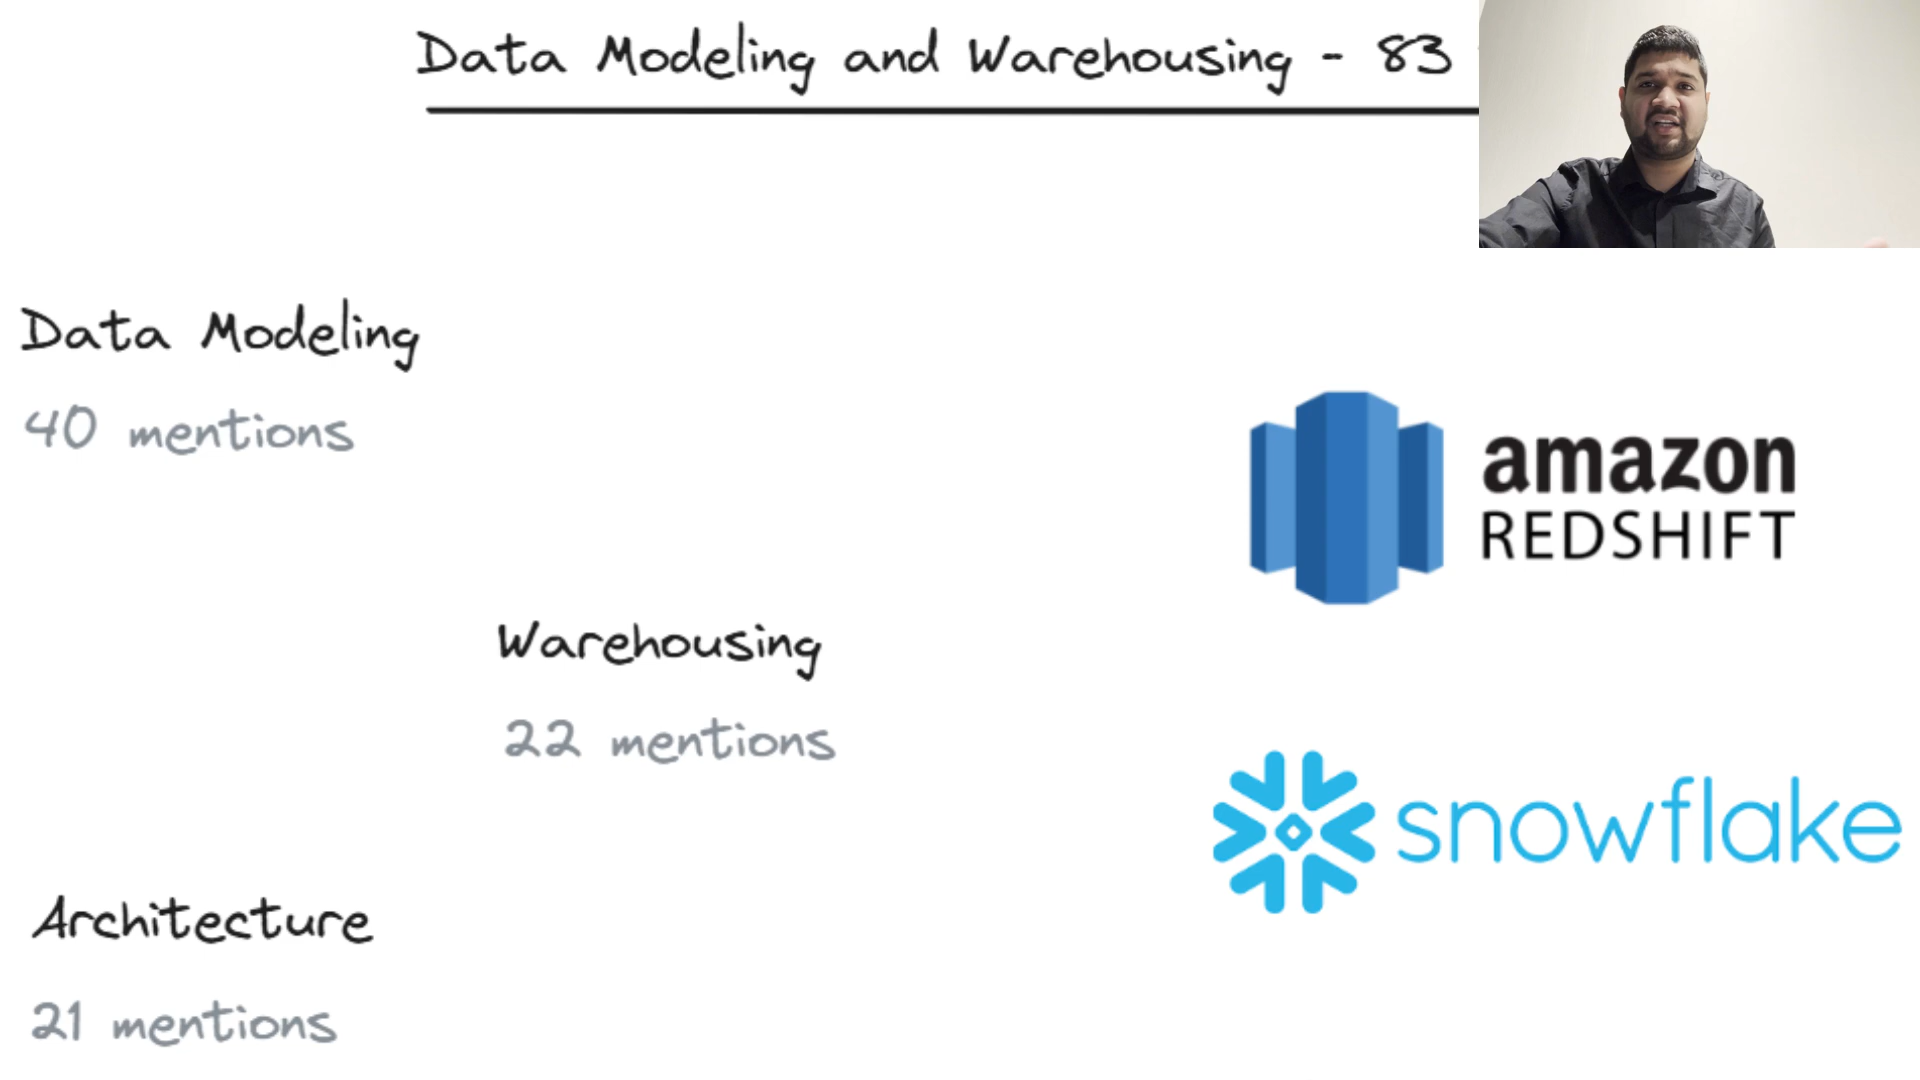 Data Modeling and Warehousing - 83
Data Modeling
40 mentions
amazon
REDSHIFT
Warehousing
22 mentions
snowflake
Architecture
21 mentions